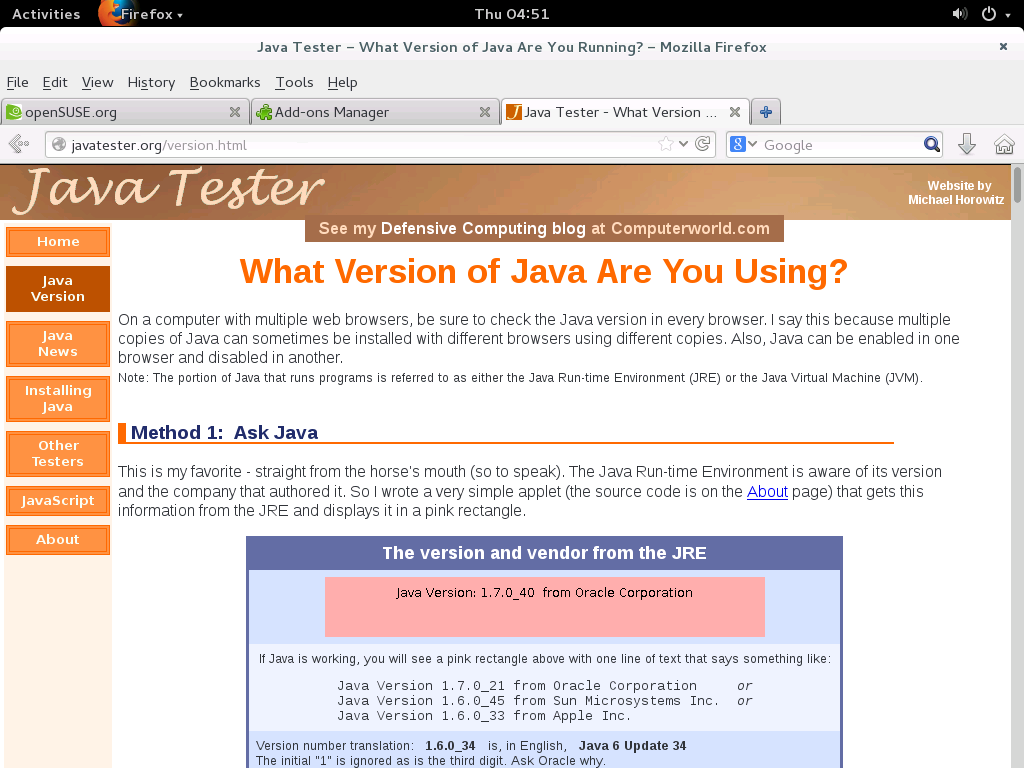 Activities Firefox Thu 04:51
Java Tester – What Version of Java Are You Running? – Mozilla Firefox
File Edit View History Bookmarks Tools Help
openSUSE.org Add-ons Manager Java Tester - What Version ...
javatester.org/version.html Google
Java Tester
Website by
Michael Horowitz
See my Defensive Computing blog at Computerworld.com
Home
Java
Version
Java
News
Installing
Java
Other
Testers
JavaScript
About
What Version of Java Are You Using?
On a computer with multiple web browsers, be sure to check the Java version in every browser. I say this because multiple
copies of Java can sometimes be installed with different browsers using different copies. Also, Java can be enabled in one
browser and disabled in another.
Note: The portion of Java that runs programs is referred to as either the Java Run-time Environment (JRE) or the Java Virtual Machine (JVM).
Method 1: Ask Java
This is my favorite - straight from the horse's mouth (so to speak). The Java Run-time Environment is aware of its version
and the company that authored it. So I wrote a very simple applet (the source code is on the About page) that gets this
information from the JRE and displays it in a pink rectangle.
The version and vendor from the JRE
Java Version: 1.7.0_40 from Oracle Corporation
If Java is working, you will see a pink rectangle above with one line of text that says something like:
Java Version 1.7.0_21 from Oracle Corporation or
Java Version 1.6.0_45 from Sun Microsystems Inc. or
Java Version 1.6.0_33 from Apple Inc.
Version number translation: 1.6.0_34 is, in English, Java 6 Update 34
The initial "1" is ignored as is the third digit. Ask Oracle why.